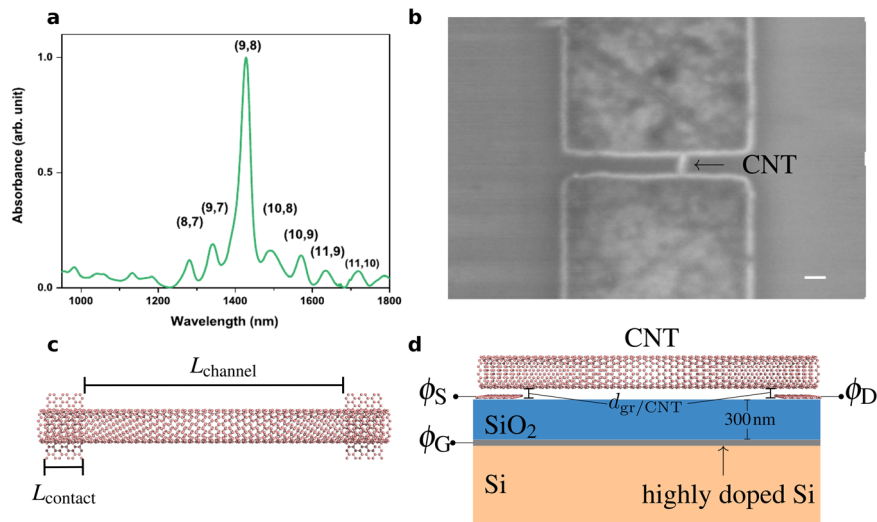 a
1.0
0.5
0.0
Absorbance (arb. unit)
(9,8)
(8,7)
(9,7)
(10,8)
(10,9)
(11,9)
(11,10)
1000
1200
1400
1600
1800
Wavelength (nm)
b
CNT
c
L_channel
L_contact
d
CNT
ϕ_S
d_gr/CNT
ϕ_D
SiO₂
300 nm
ϕ_G
Si
highly doped Si